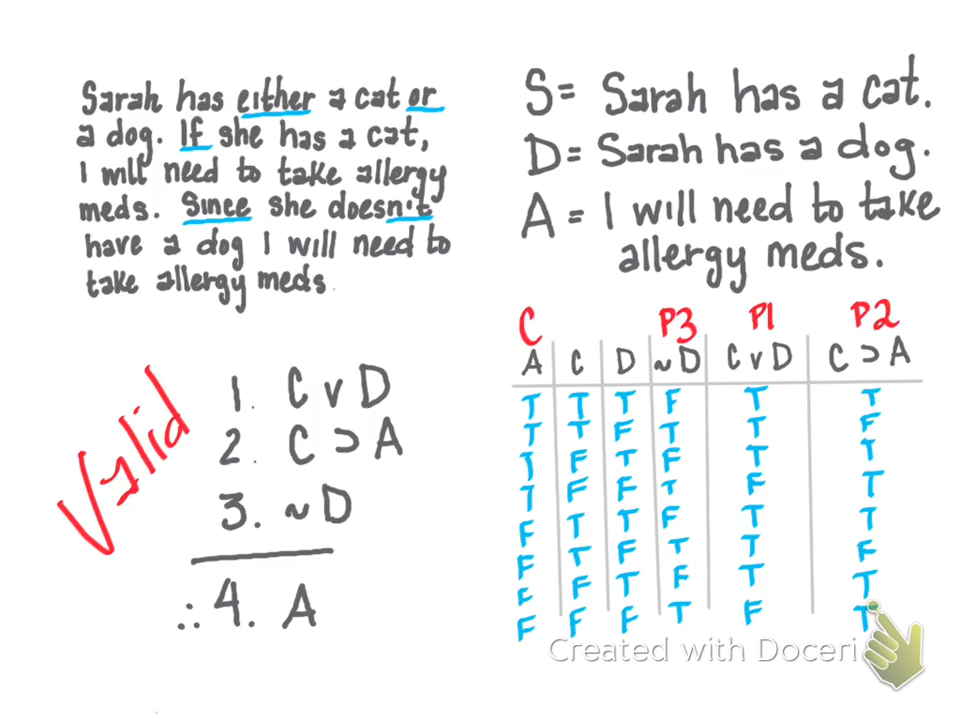 Sarah has either a cat or
a dog. If she has a cat,
I will need to take allergy
meds. Since she doesn't
have a dog I will need to
take allergy meds.
S = Sarah has a cat.
D = Sarah has a dog.
A = I will need to take
allergy meds.
Valid
1. C v D
2. C ⊃ A
3. ~D
∴ 4. A
C P3 P1 P2
A C D ~D C v D C ⊃ A
T T T F T T
T T F T T F
T F T F T T
T F F T F T
F T T F T T
F T F T T F
F F T F T T
F F F T F T
Created with Doceri